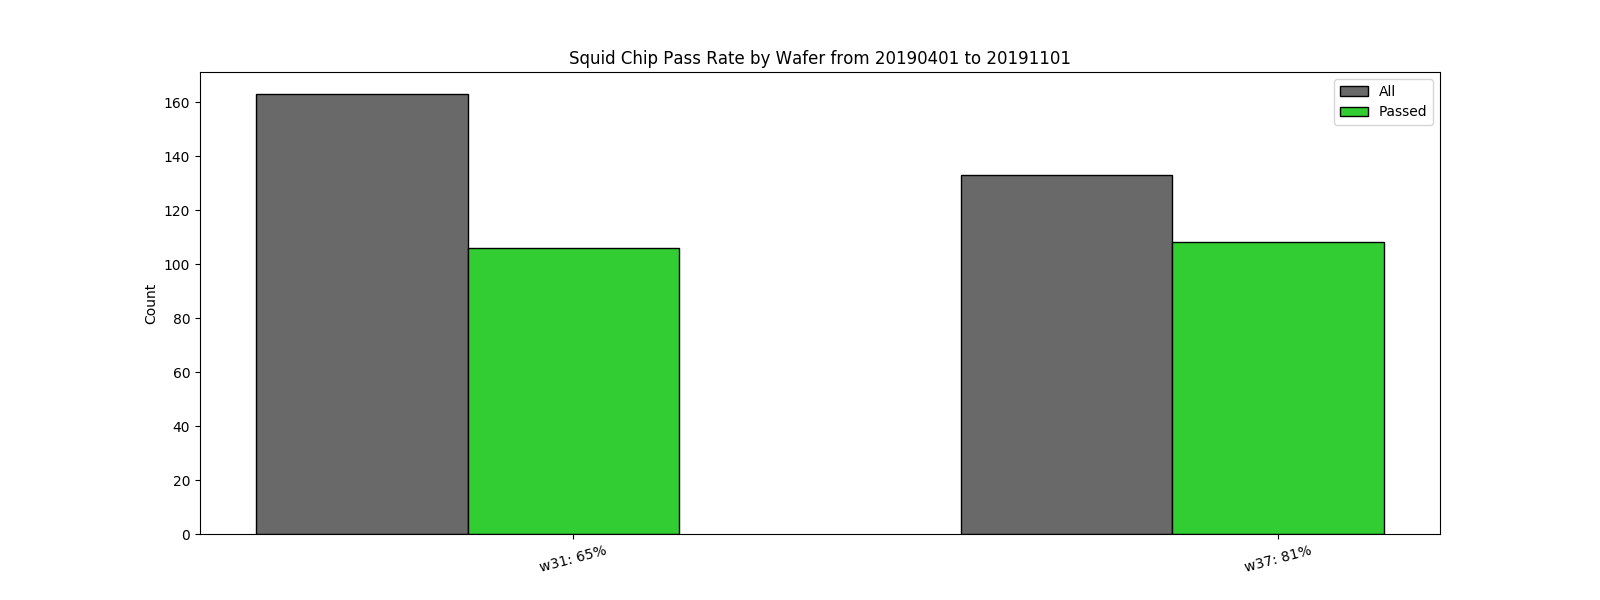 Squid Chip Pass Rate by Wafer from 20190401 to 20191101
All
Passed
160
140
120
100
80
60
40
20
0
Count
w31: 65%
w37: 81%